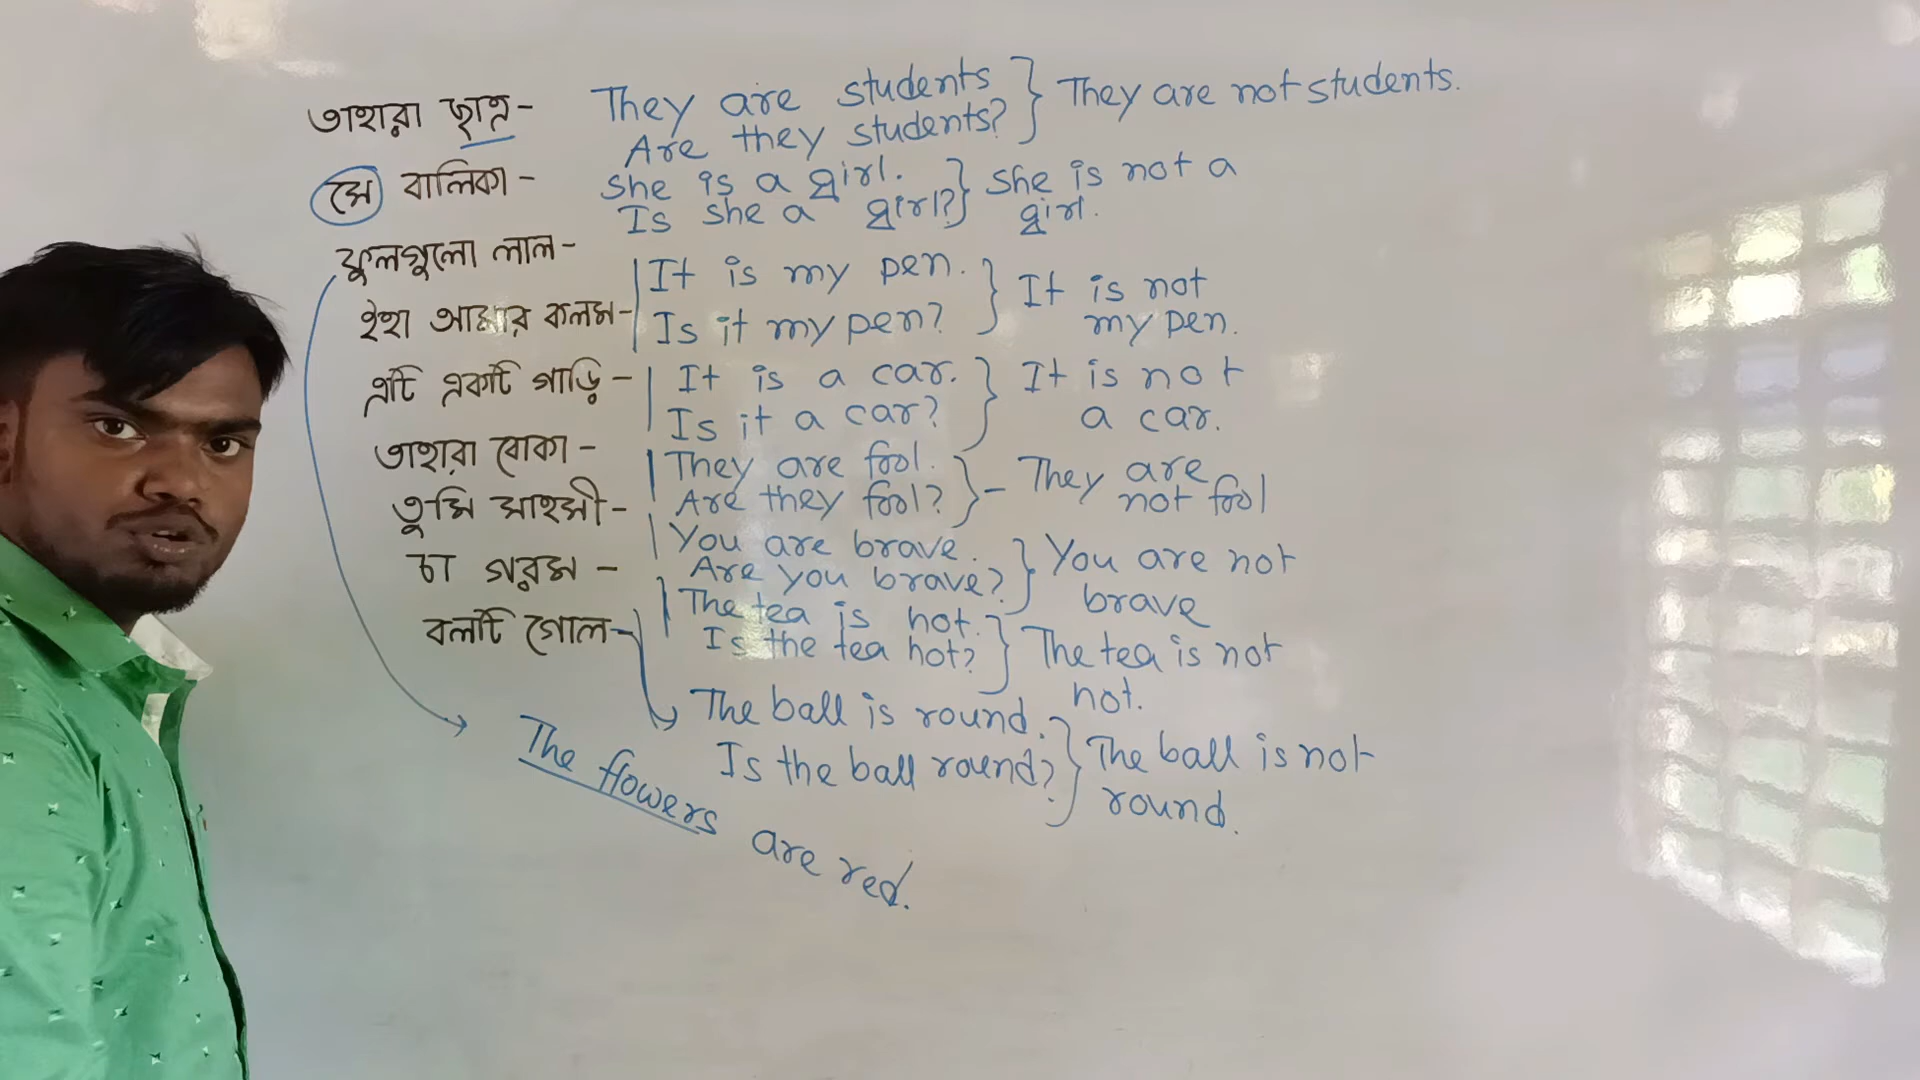 তাহারা ছাত্র - They are students } They are not students.
Are they students?
সে বালিকা - she is a girl. } she is not a
Is she a girl? girl.
ফুলগুলো লাল -
ইহা আমার কলম - It is my pen. } It is not
Is it my pen? my pen.
এটি একটি গাড়ি - It is a car. } It is not
Is it a car? a car.
তাহারা বোকা - They are fool. } - They are
Are they fool? not fool
তুমি সাহসী - You are brave. } You are not
Are you brave? brave
চা গরম - The tea is hot. } The tea is not
Is the tea hot? hot.
বলটি গোল - The ball is round. } The ball is not
Is the ball round? round.
The flowers are red.